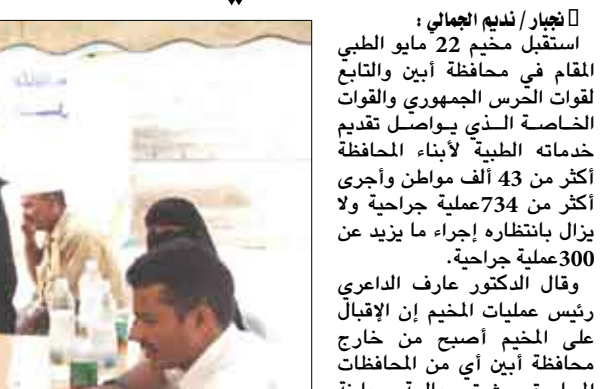 نجبار / نديم الجمالي :
استقبل مخيم 22 مايو الطبي
المقام في محافظة أبين والتابع
لقوات الحرس الجمهوري والقوات
الخاصة الذي يواصل تقديم
خدماته الطبية لأبناء المحافظة
أكثر من 43 ألف مواطن وأجرى
أكثر من 734عملية جراحية ولا
يزال بانتظاره إجراء ما يزيد عن
300عملية جراحية.
وقال الدكتور عارف الداعري
رئيس عمليات المخيم إن الإقبال
على المخيم أصبح من خارج
محافظة أبين أي من المحافظات